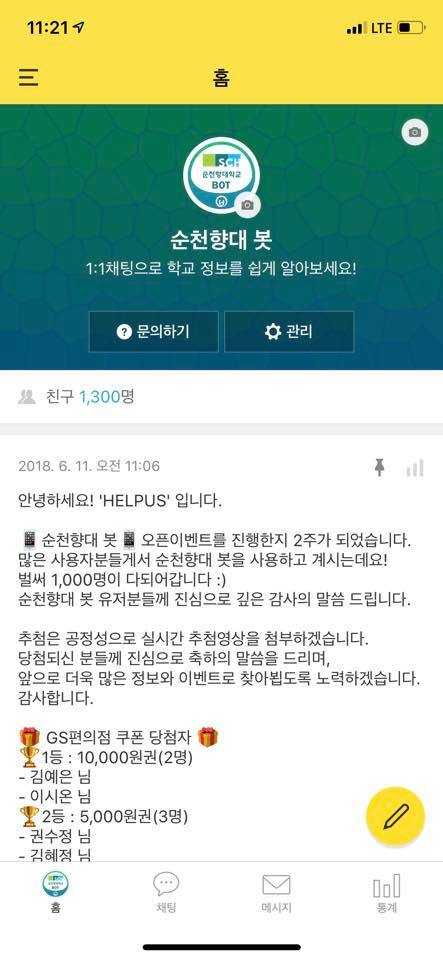 11:21
LTE
홈
SCH
순천향대학교
BOT
순천향대 봇
1:1채팅으로 학교 정보를 쉽게 알아보세요!
문의하기
관리
친구 1,300명
2018. 6. 11. 오전 11:06
안녕하세요! 'HELPUS' 입니다.
📱 순천향대 봇 📱 오픈이벤트를 진행한지 2주가 되었습니다.
많은 사용자분들게서 순천향대 봇을 사용하고 계시는데요!
벌써 1,000명이 다되어갑니다 :)
순천향대 봇 유저분들께 진심으로 깊은 감사의 말씀 드립니다.
추첨은 공정성으로 실시간 추첨영상을 첨부하겠습니다.
당첨되신 분들께 진심으로 축하의 말씀을 드리며,
앞으로 더욱 많은 정보와 이벤트로 찾아뵙도록 노력하겠습니다.
감사합니다.
🎁 GS편의점 쿠폰 당첨자 🎁
🏆1등 : 10,000원권(2명)
- 김예은 님
- 이시온 님
🏆2등 : 5,000원권(3명)
- 권수정 님
- 김혜정 님
홈
채팅
메시지
통계